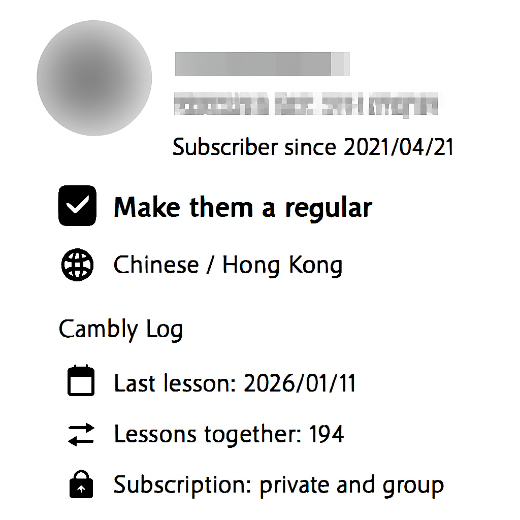 Subscriber since 2021/04/21
Make them a regular
Chinese / Hong Kong
Cambly Log
Last lesson: 2026/01/11
Lessons together: 194
Subscription: private and group